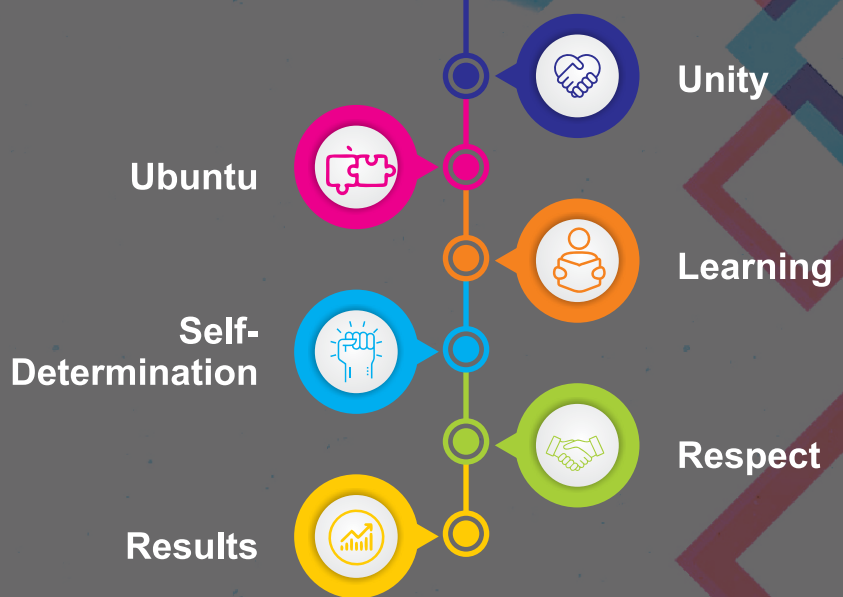 Unity
Ubuntu
Learning
Self-
Determination
Respect
Results